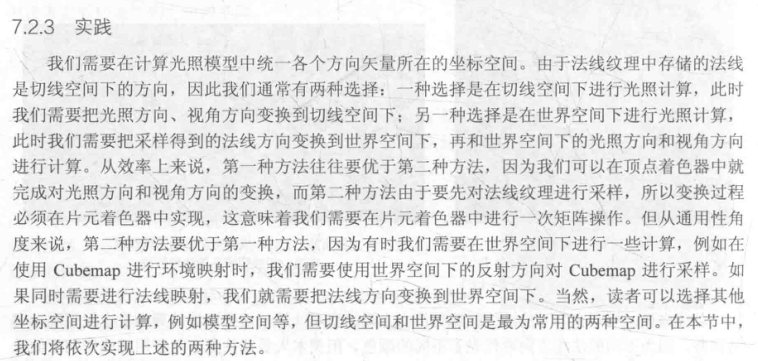 7.2.3 实践
我们需要在计算光照模型中统一各个方向矢量所在的坐标空间。由于法线纹理中存储的法线
是切线空间下的方向，因此我们通常有两种选择：一种选择是在切线空间下进行光照计算，此时
我们需要把光照方向、视角方向变换到切线空间下；另一种选择是在世界空间下进行光照计算，
此时我们需要把采样得到的法线方向变换到世界空间下，再和世界空间下的光照方向和视角方向
进行计算。从效率上来说，第一种方法往往要优于第二种方法，因为我们可以在顶点着色器中就
完成对光照方向和视角方向的变换，而第二种方法由于要先对法线纹理进行采样，所以变换过程
必须在片元着色器中实现，这意味着我们需要在片元着色器中进行一次矩阵操作。但从通用性角
度来说，第二种方法要优于第一种方法，因为有时我们需要在世界空间下进行一些计算，例如在
使用 Cubemap 进行环境映射时，我们需要使用世界空间下的反射方向对 Cubemap 进行采样。如
果同时需要进行法线映射，我们就需要把法线方向变换到世界空间下。当然，读者可以选择其他
坐标空间进行计算，例如模型空间等，但切线空间和世界空间是最为常用的两种空间。在本节中，
我们将依次实现上述的两种方法。